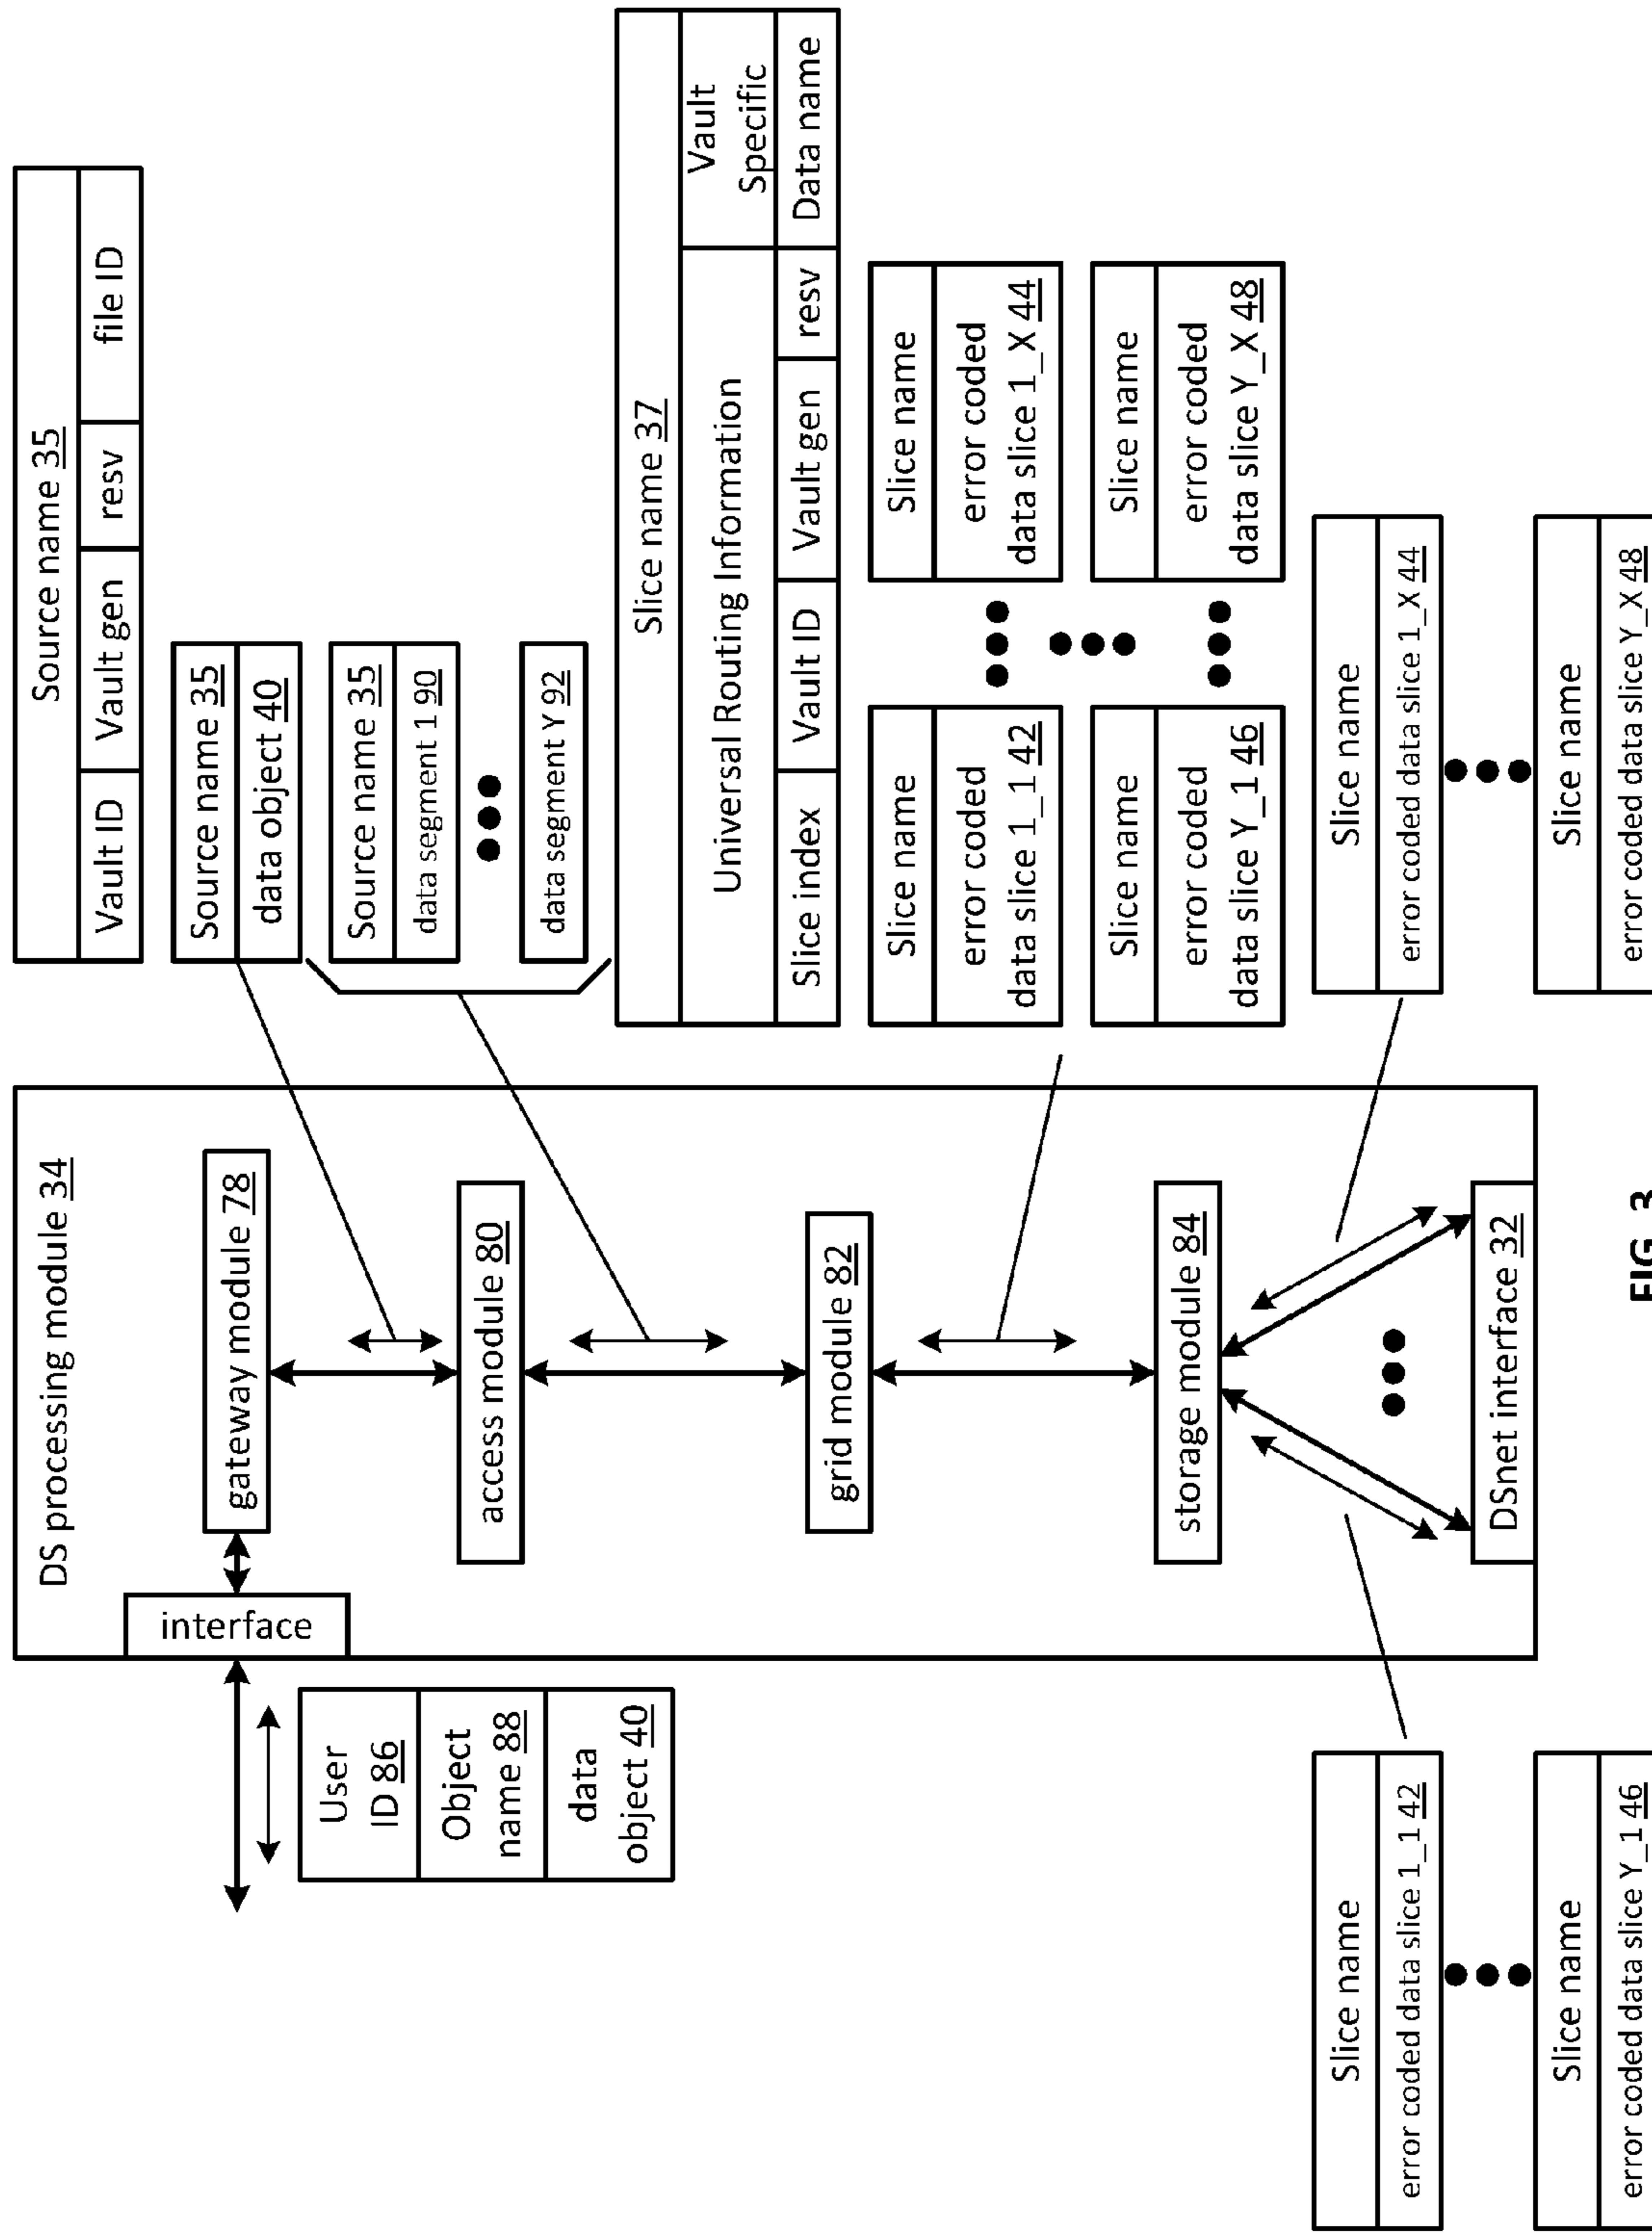 DS processing module 34
interface
gateway module 78
access module 80
grid module 82
storage module 84
DSnet interface 32
User
ID 86
Object
name 88
data
object 40
Source name 35
Vault ID
Vault gen
resv
file ID
Source name 35
data object 40
Source name 35
data segment 1 90
data segment Y 92
Slice name 37
Universal Routing Information
Vault
Specific
Slice index
Vault ID
Vault gen
resv
Data name
Slice name
error coded
data slice 1_1 42
Slice name
error coded
data slice 1_X 44
Slice name
error coded
data slice Y_1 46
Slice name
error coded
data slice Y_X 48
Slice name
error coded data slice 1_1 42
Slice name
error coded data slice Y_1 46
Slice name
error coded data slice 1_X 44
Slice name
error coded data slice Y_X 48
FIG. 3